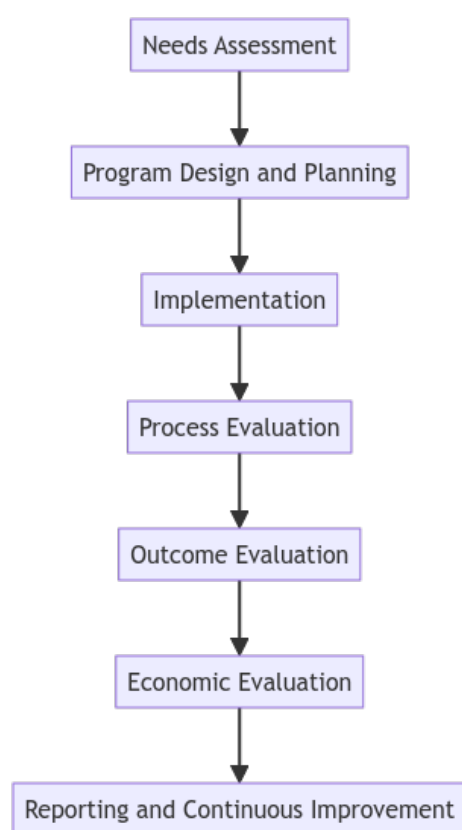 Needs Assessment
Program Design and Planning
Implementation
Process Evaluation
Outcome Evaluation
Economic Evaluation
Reporting and Continuous Improvement